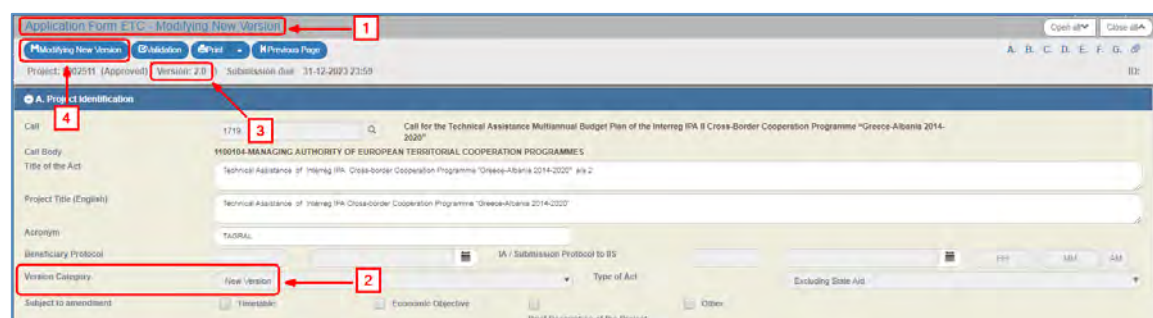 Application Form ETC - Modifying New Version
1
Open all
Close all
Modifying New Version Validation Print Previous Page
A. B. C. D. E. F. G.
Project: (Approved) Version: 2.0 Submission due 31-12-2023 23:59
ID:
A. Project Identification
4
3
Call
1719
Call for the Technical Assistance Multiannual Budget Plan of the Interreg IPA II Cross-Border Cooperation Programme "Greece-Albania 2014-
2020"
Call Body
1100104-MANAGING AUTHORITY OF EUROPEAN TERRITORIAL COOPERATION PROGRAMMES
Title of the Act
Technical Assistance of Interreg IPA Cross-border Cooperation Programme "Greece-Albania 2014-2020" a/a 2
Project Title (English)
Technical Assistance of Interreg IPA Cross-border Cooperation Programme "Greece-Albania 2014-2020"
Acronym
TAGRAL
Beneficiary Protocol
IA / Submission Protocol to BS
MM
AM
Version Category
New Version
2
Type of Act
Excluding State Aid
Subject to amendment
Timetable
Economic Objective
Other